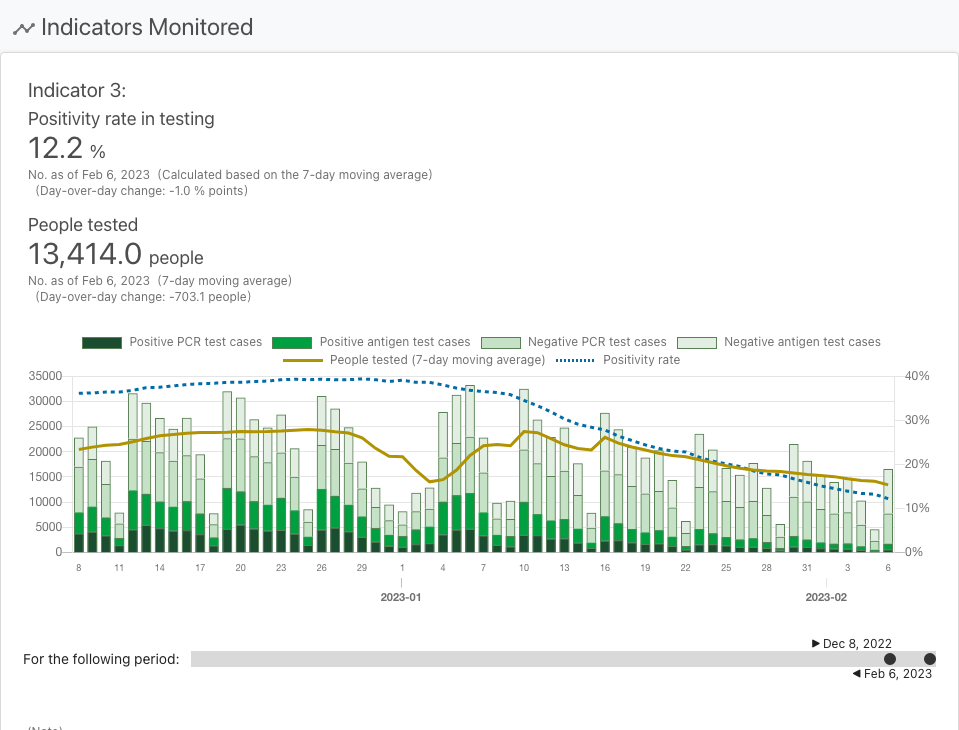 Indicators Monitored
Indicator 3:
Positivity rate in testing
12.2 %
No. as of Feb 6, 2023 (Calculated based on the 7-day moving average)
(Day-over-day change: -1.0 % points)
People tested
13,414.0 people
No. as of Feb 6, 2023 (7-day moving average)
(Day-over-day change: -703.1 people)
Positive PCR test cases Positive antigen test cases Negative PCR test cases Negative antigen test cases
People tested (7-day moving average) Positivity rate
35000 40%
30000
25000 30%
20000
20%
15000
10000 10%
5000
0 0%
8 11 14 17 20 23 26 29 1 4 7 10 13 16 19 22 25 28 31 3 6
2023-01 2023-02
▶ Dec 8, 2022
For the following period:
◀ Feb 6, 2023